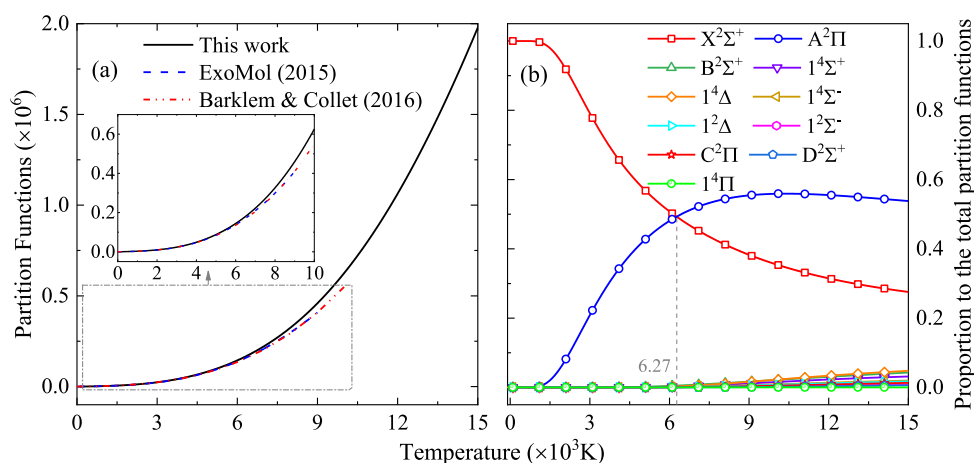 Partition Functions (×10⁶)
2.0
1.5
1.0
0.5
0.0
(a)
This work
ExoMol (2015)
Barklem & Collet (2016)
0.6
0.4
0.2
0.0
0 2 4 6 8 10
0 3 6 9 12 15
(b)
X²Σ⁺ A²Π
B²Σ⁺ 1⁴Σ⁺
1⁴Δ 1⁴Σ⁻
1²Δ 1²Σ⁻
C²Π D²Σ⁺
1⁴Π
6.27
0 3 6 9 12 15
1.0
0.8
0.6
0.4
0.2
0.0
Proportion to the total partition functions
Temperature (×10³K)